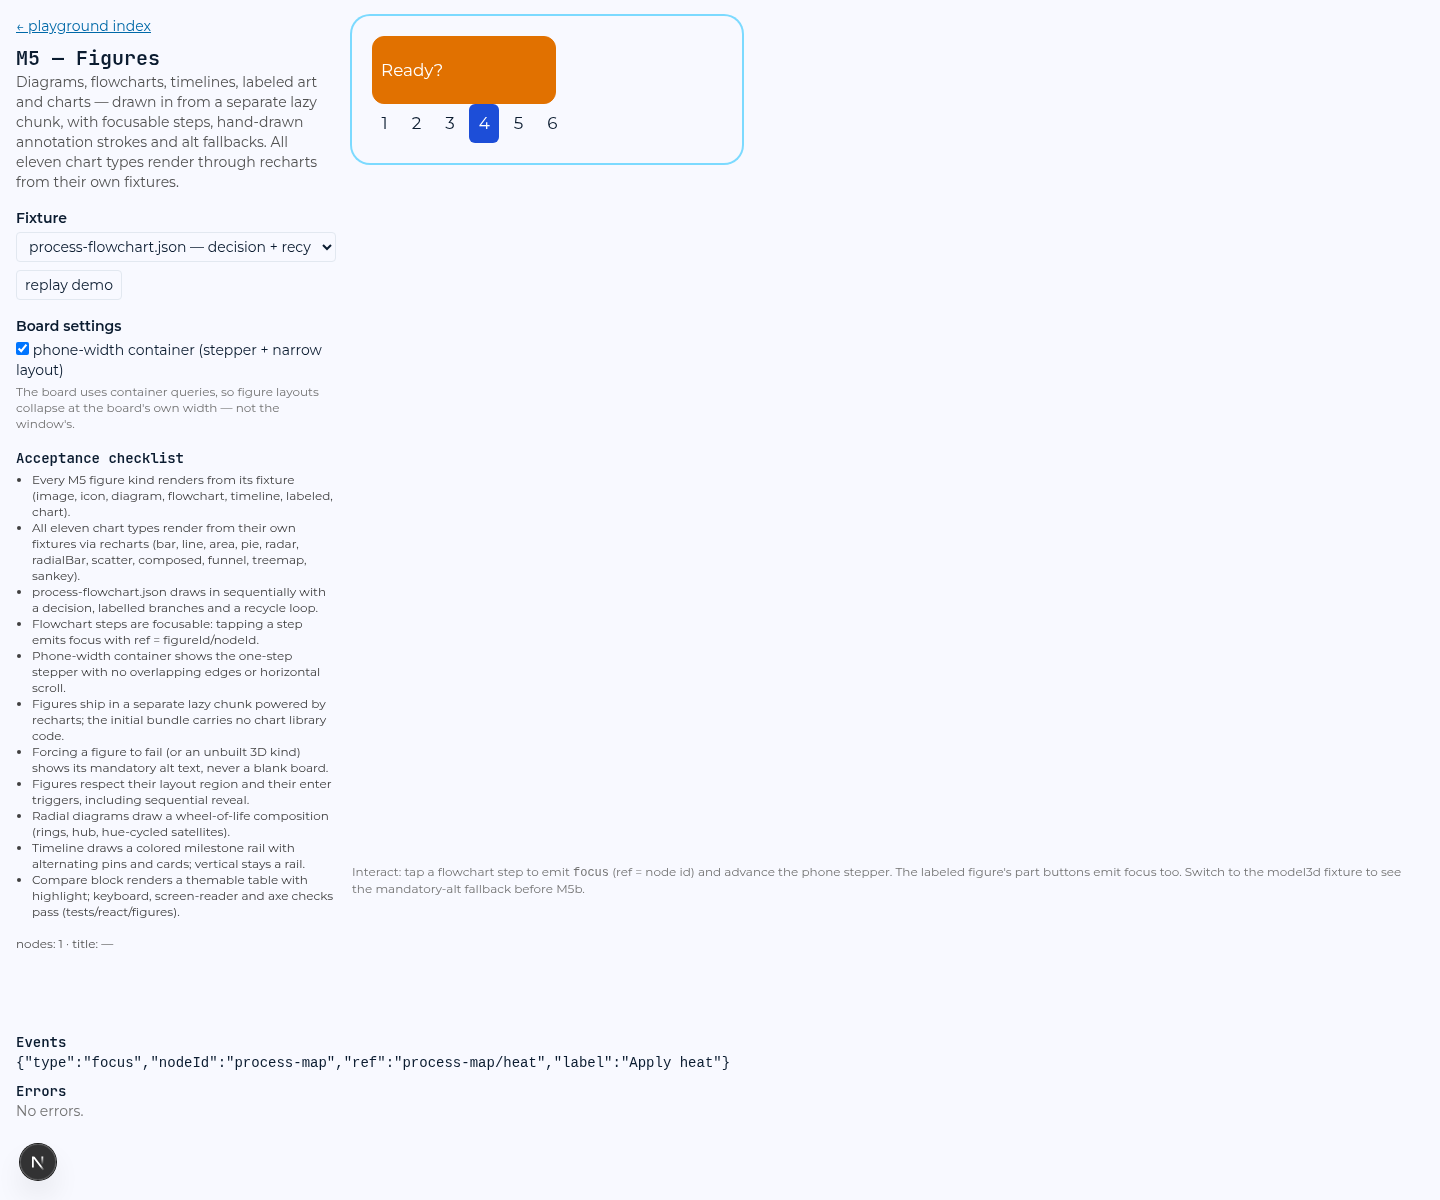 ← playground index
M5 — Figures
Diagrams, flowcharts, timelines, labeled art
and charts — drawn in from a separate lazy
chunk, with focusable steps, hand-drawn
annotation strokes and alt fallbacks. All
eleven chart types render through recharts
from their own fixtures.
Fixture
process-flowchart.json — decision + recy
replay demo
Board settings
phone-width container (stepper + narrow
layout)
The board uses container queries, so figure layouts
collapse at the board's own width — not the
window's.
Acceptance checklist
• Every M5 figure kind renders from its fixture
(image, icon, diagram, flowchart, timeline, labeled,
chart).
• All eleven chart types render from their own
fixtures via recharts (bar, line, area, pie, radar,
radialBar, scatter, composed, funnel, treemap,
sankey).
• process-flowchart.json draws in sequentially with
a decision, labelled branches and a recycle loop.
• Flowchart steps are focusable: tapping a step
emits focus with ref = figureId/nodeId.
• Phone-width container shows the one-step
stepper with no overlapping edges or horizontal
scroll.
• Figures ship in a separate lazy chunk powered by
recharts; the initial bundle carries no chart library
code.
• Forcing a figure to fail (or an unbuilt 3D kind)
shows its mandatory alt text, never a blank board.
• Figures respect their layout region and their enter
triggers, including sequential reveal.
• Radial diagrams draw a wheel-of-life composition
(rings, hub, hue-cycled satellites).
• Timeline draws a colored milestone rail with
alternating pins and cards; vertical stays a rail.
• Compare block renders a themable table with
highlight; keyboard, screen-reader and axe checks
pass (tests/react/figures).
nodes: 1 · title: —
Ready?
1 2 3 4 5 6
Interact: tap a flowchart step to emit focus (ref = node id) and advance the phone stepper. The labeled figure's part buttons emit focus too. Switch to the model3d fixture to see
the mandatory-alt fallback before M5b.
Events
{"type":"focus","nodeId":"process-map","ref":"process-map/heat","label":"Apply heat"}
Errors
No errors.
N